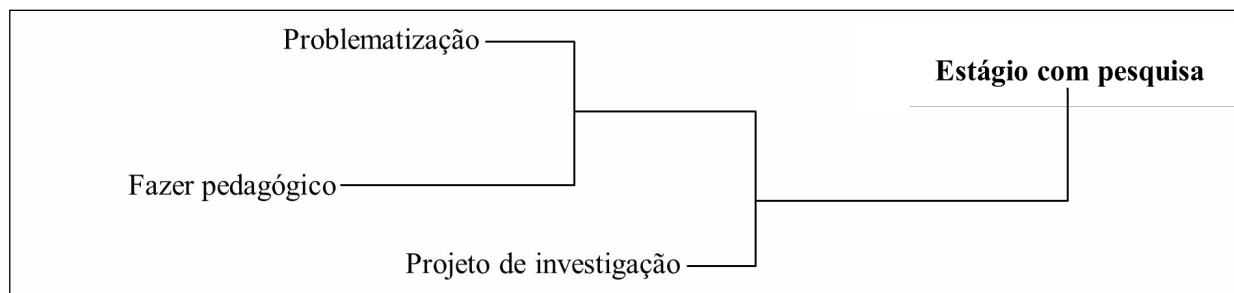 Problematização
Estágio com pesquisa
Fazer pedagógico
Projeto de investigação